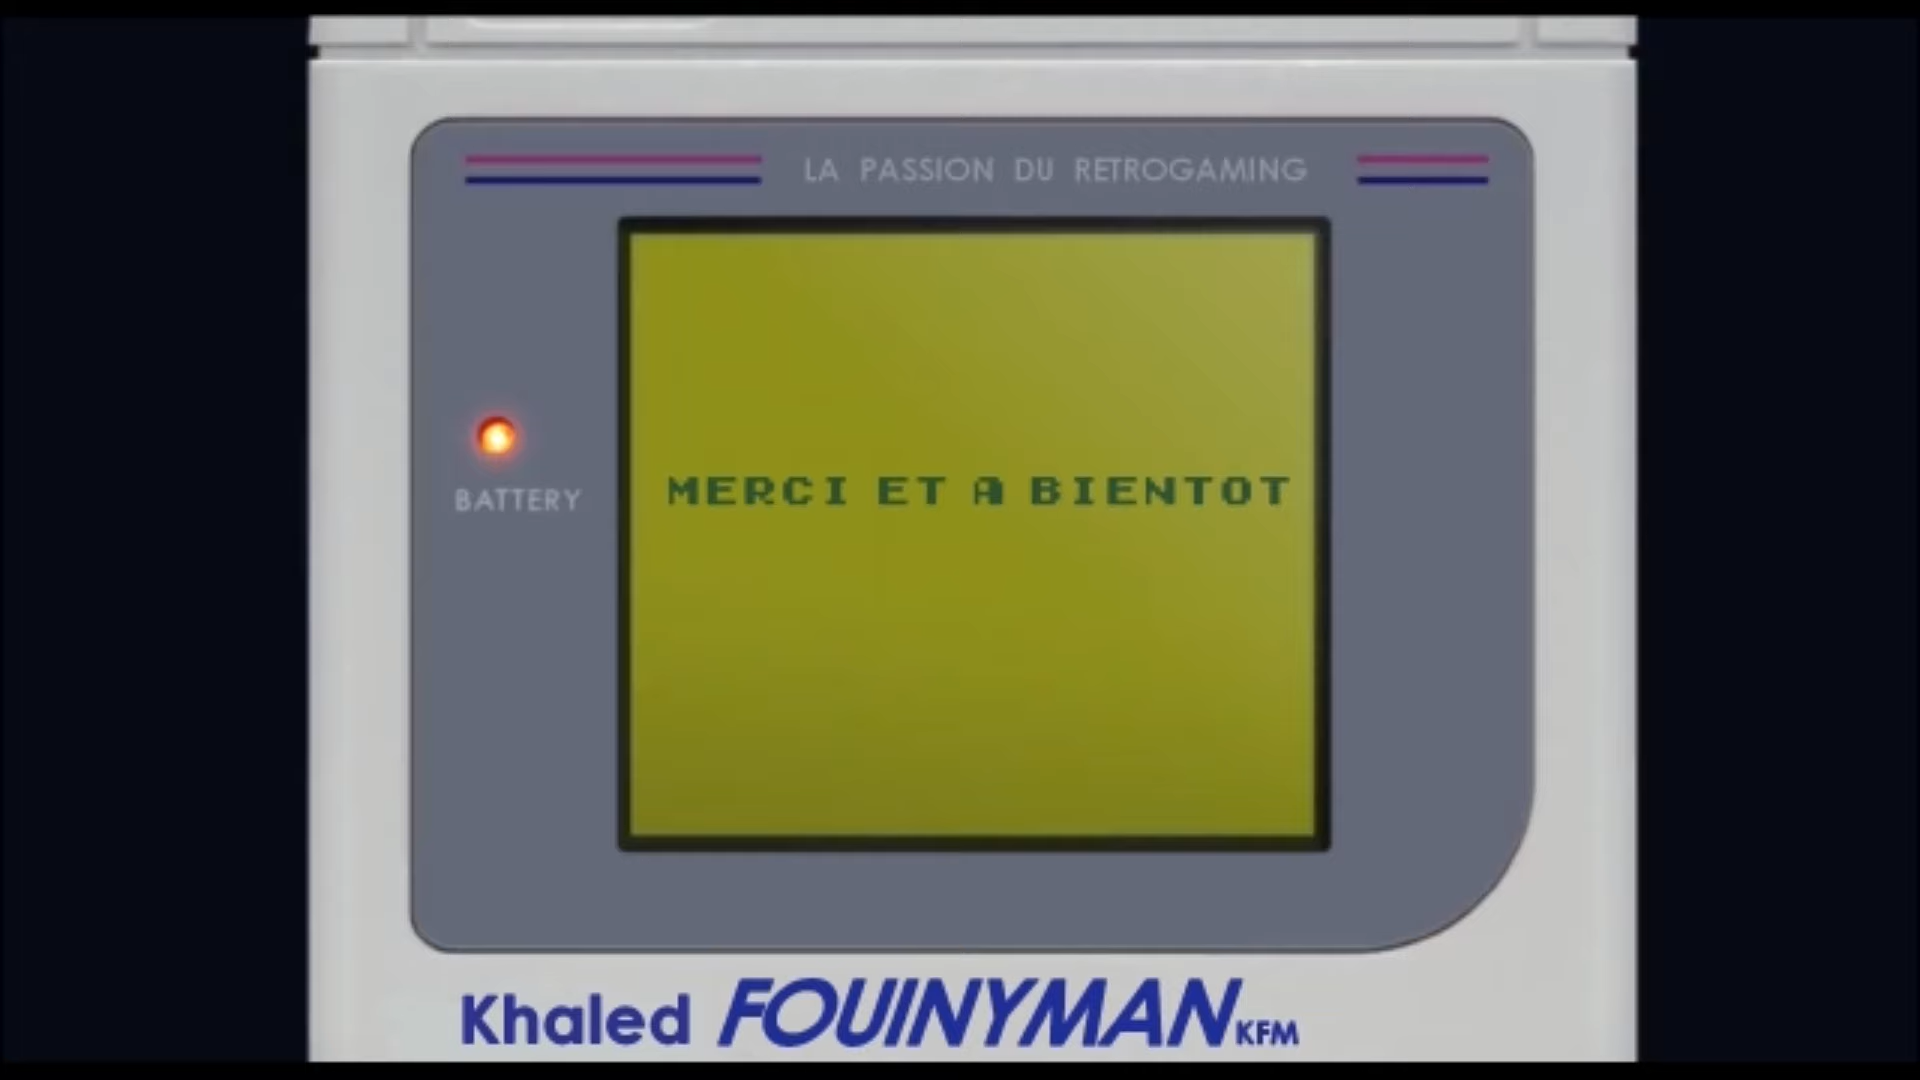 LA PASSION DU RETROGAMING
MERCI ET A BIENTOT
BATTERY
Khaled FOUINYMAN KFM